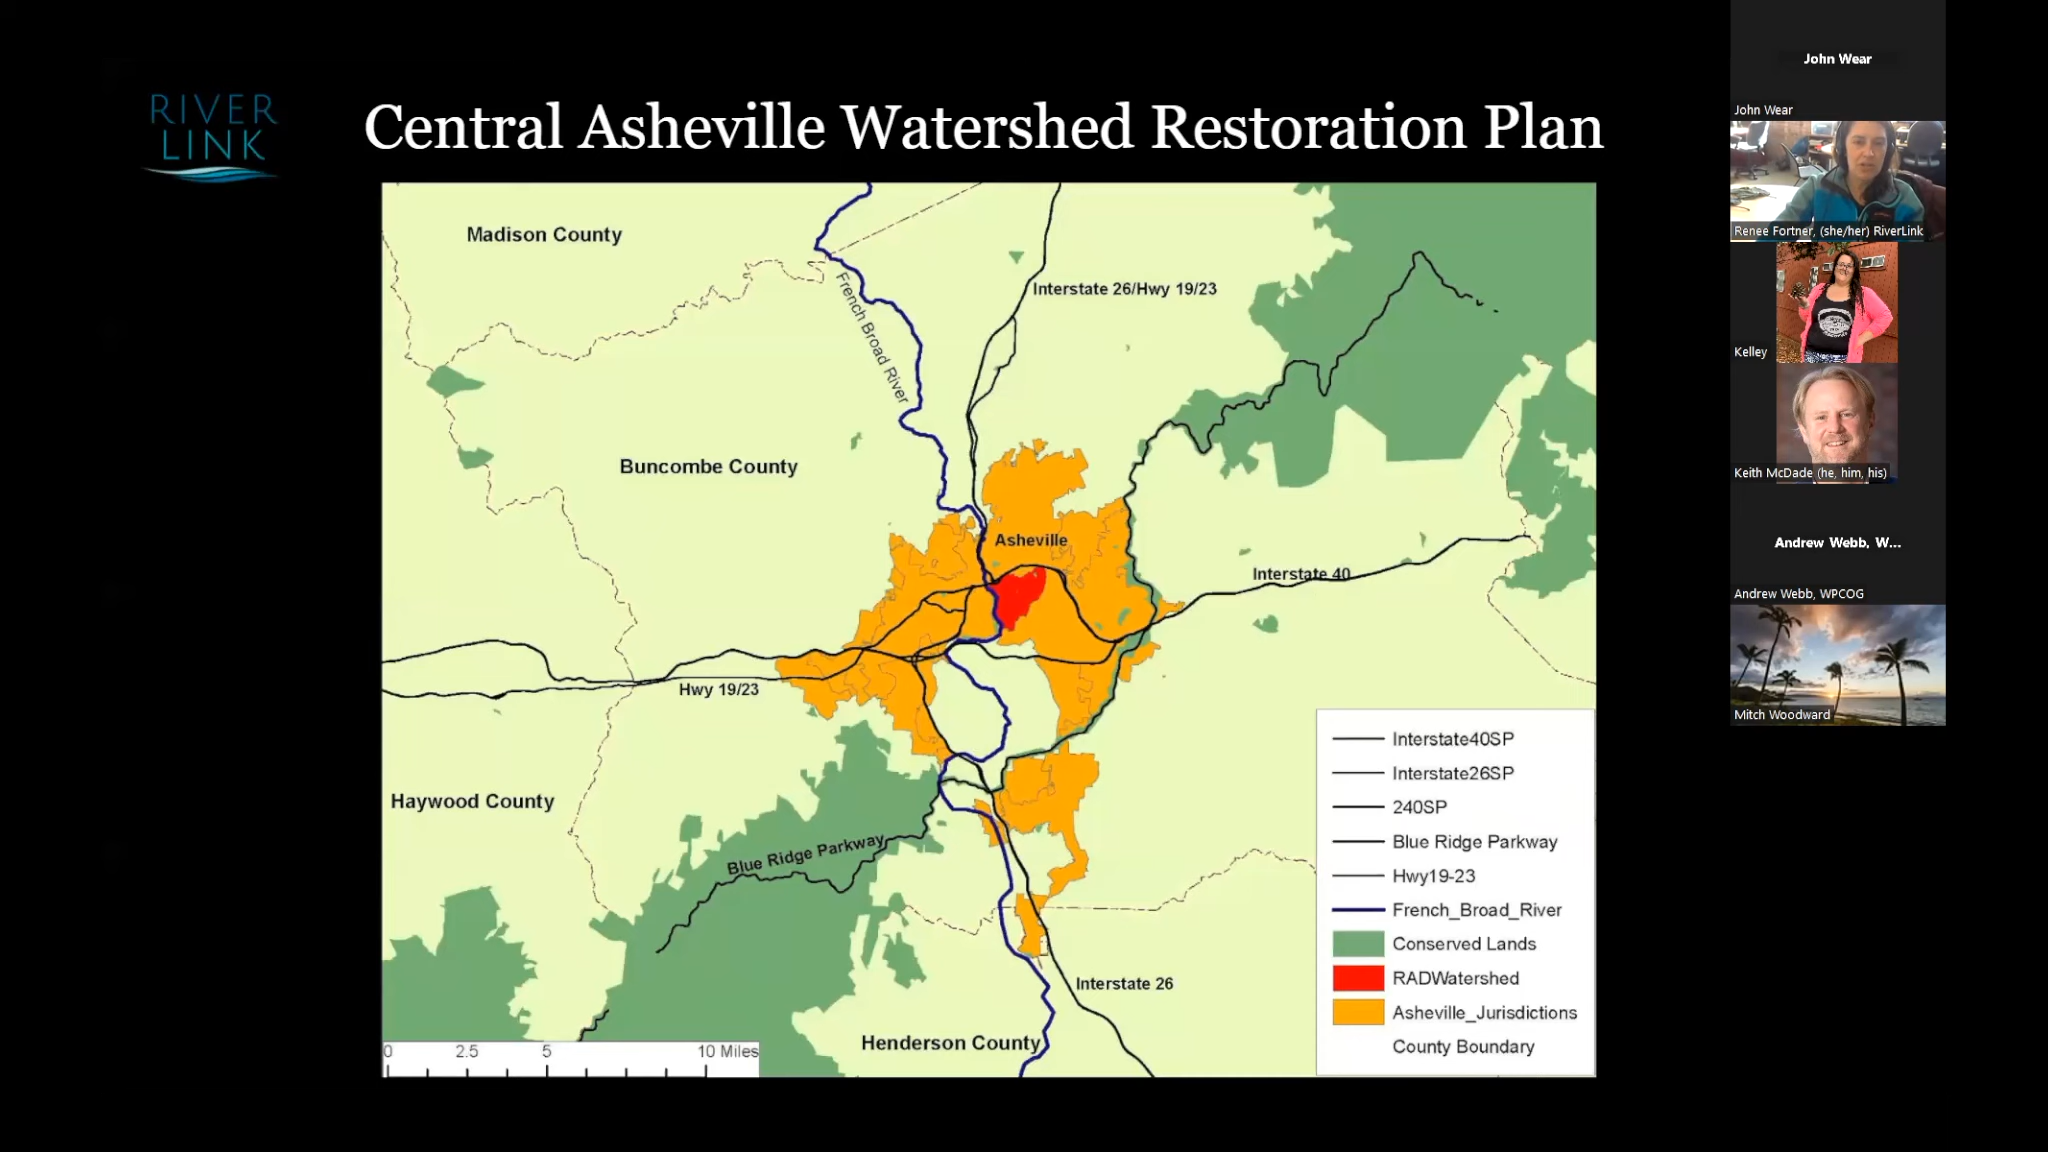 RIVER
LINK
Central Asheville Watershed Restoration Plan
Madison County
French Broad River
Interstate 26/Hwy 19/23
Buncombe County
Asheville
Interstate 40
Hwy 19/23
Haywood County
Blue Ridge Parkway
Interstate 26
Henderson County
0 2.5 5 10 Miles
Interstate40SP
Interstate26SP
240SP
Blue Ridge Parkway
Hwy19-23
French_Broad_River
Conserved Lands
RADWatershed
Asheville_Jurisdictions
County Boundary
John Wear
John Wear
Renee Fortner, (she/her) RiverLink
Kelley
Keith McDade (he, him, his)
Andrew Webb, W...
Andrew Webb, WPCOG
Mitch Woodward